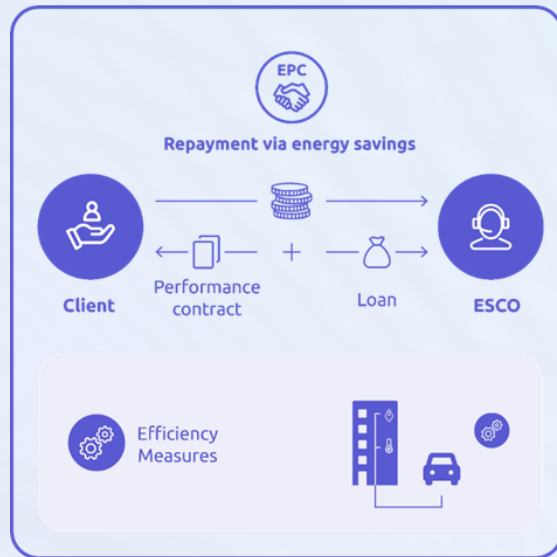 EPC
Repayment via energy savings
Client
Performance
contract
+
Loan
ESCO
Efficiency
Measures